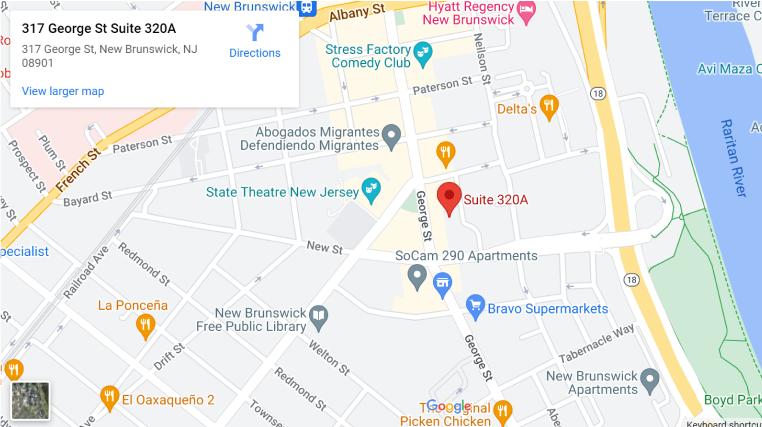 317 George St Suite 320A
317 George St, New Brunswick, NJ
08901
Directions
View larger map
New Brunswick
Albany St
Hyatt Regency
New Brunswick
Terrace C
Stress Factory
Comedy Club
Neilson St
Avi Maza C
Paterson St
18
Delta's
Abogados Migrantes
Defendiendo Migrantes
Raritan River
Plum St
Prospect St
French St
Paterson St
Bayard St
State Theatre New Jersey
George St
Suite 320A
New St
SoCam 290 Apartments
ecialist
Railroad Ave
Redmond St
18
La Ponceña
New Brunswick
Free Public Library
Bravo Supermarkets
Drift St
Welton St
George St
Tabernacle Way
Redmond St
New Brunswick
Apartments
El Oaxaqueño 2
Townsen
Google
Picken Chicken
Boyd Park
Keyboard shortcu